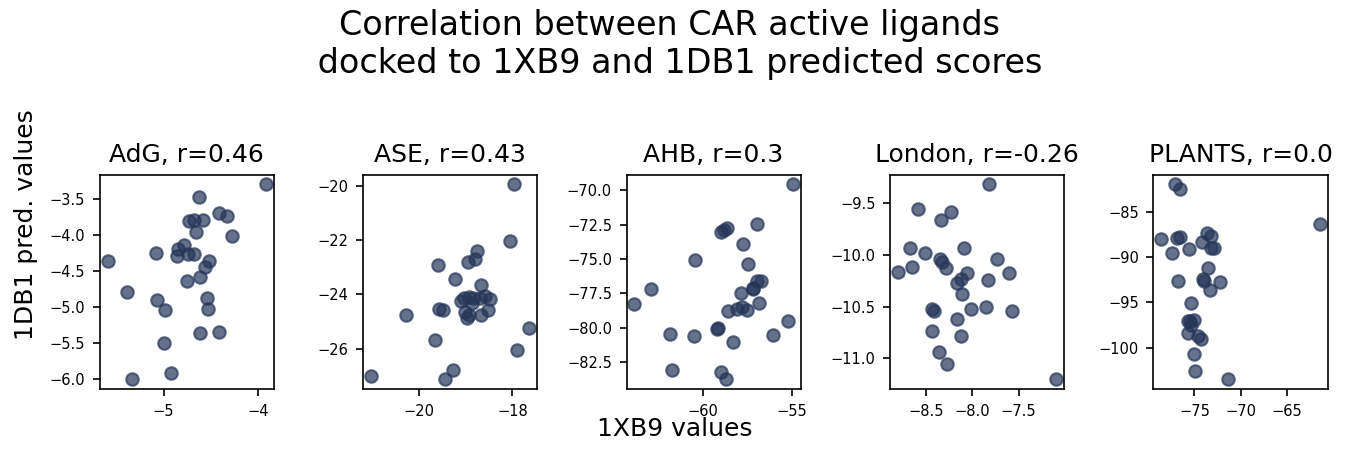 Correlation between CAR active ligands
docked to 1XB9 and 1DB1 predicted scores
1DB1 pred. values
AdG, r=0.46
−3.5
−4.0
−4.5
−5.0
−5.5
−6.0
−5 −4
ASE, r=0.43
−20
−22
−24
−26
−20 −18
AHB, r=0.3
−70.0
−72.5
−75.0
−77.5
−80.0
−82.5
−60 −55
London, r=-0.26
−9.5
−10.0
−10.5
−11.0
−8.5 −8.0 −7.5
PLANTS, r=0.0
−85
−90
−95
−100
−75 −70 −65
1XB9 values